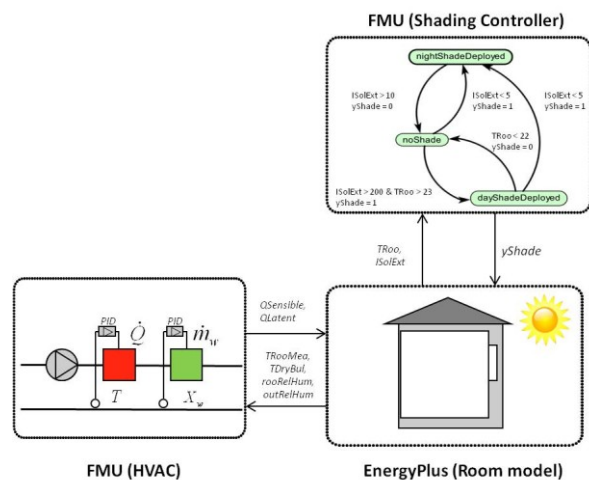 FMU (Shading Controller)
nightShadeDeployed
ISolExt > 10
yShade = 0
ISolExt < 5
yShade = 1
ISolExt < 5
yShade = 1
TRoo < 22
yShade = 0
noShade
ISolExt > 200 & TRoo > 23
yShade = 1
dayShadeDeployed
TRoo,
ISolExt
yShade
PID
Q̇
PID
ṁw
T
Xw
QSensible,
QLatent
TRooMea,
TDryBul,
rooRelHum,
outRelHum
FMU (HVAC)
EnergyPlus (Room model)